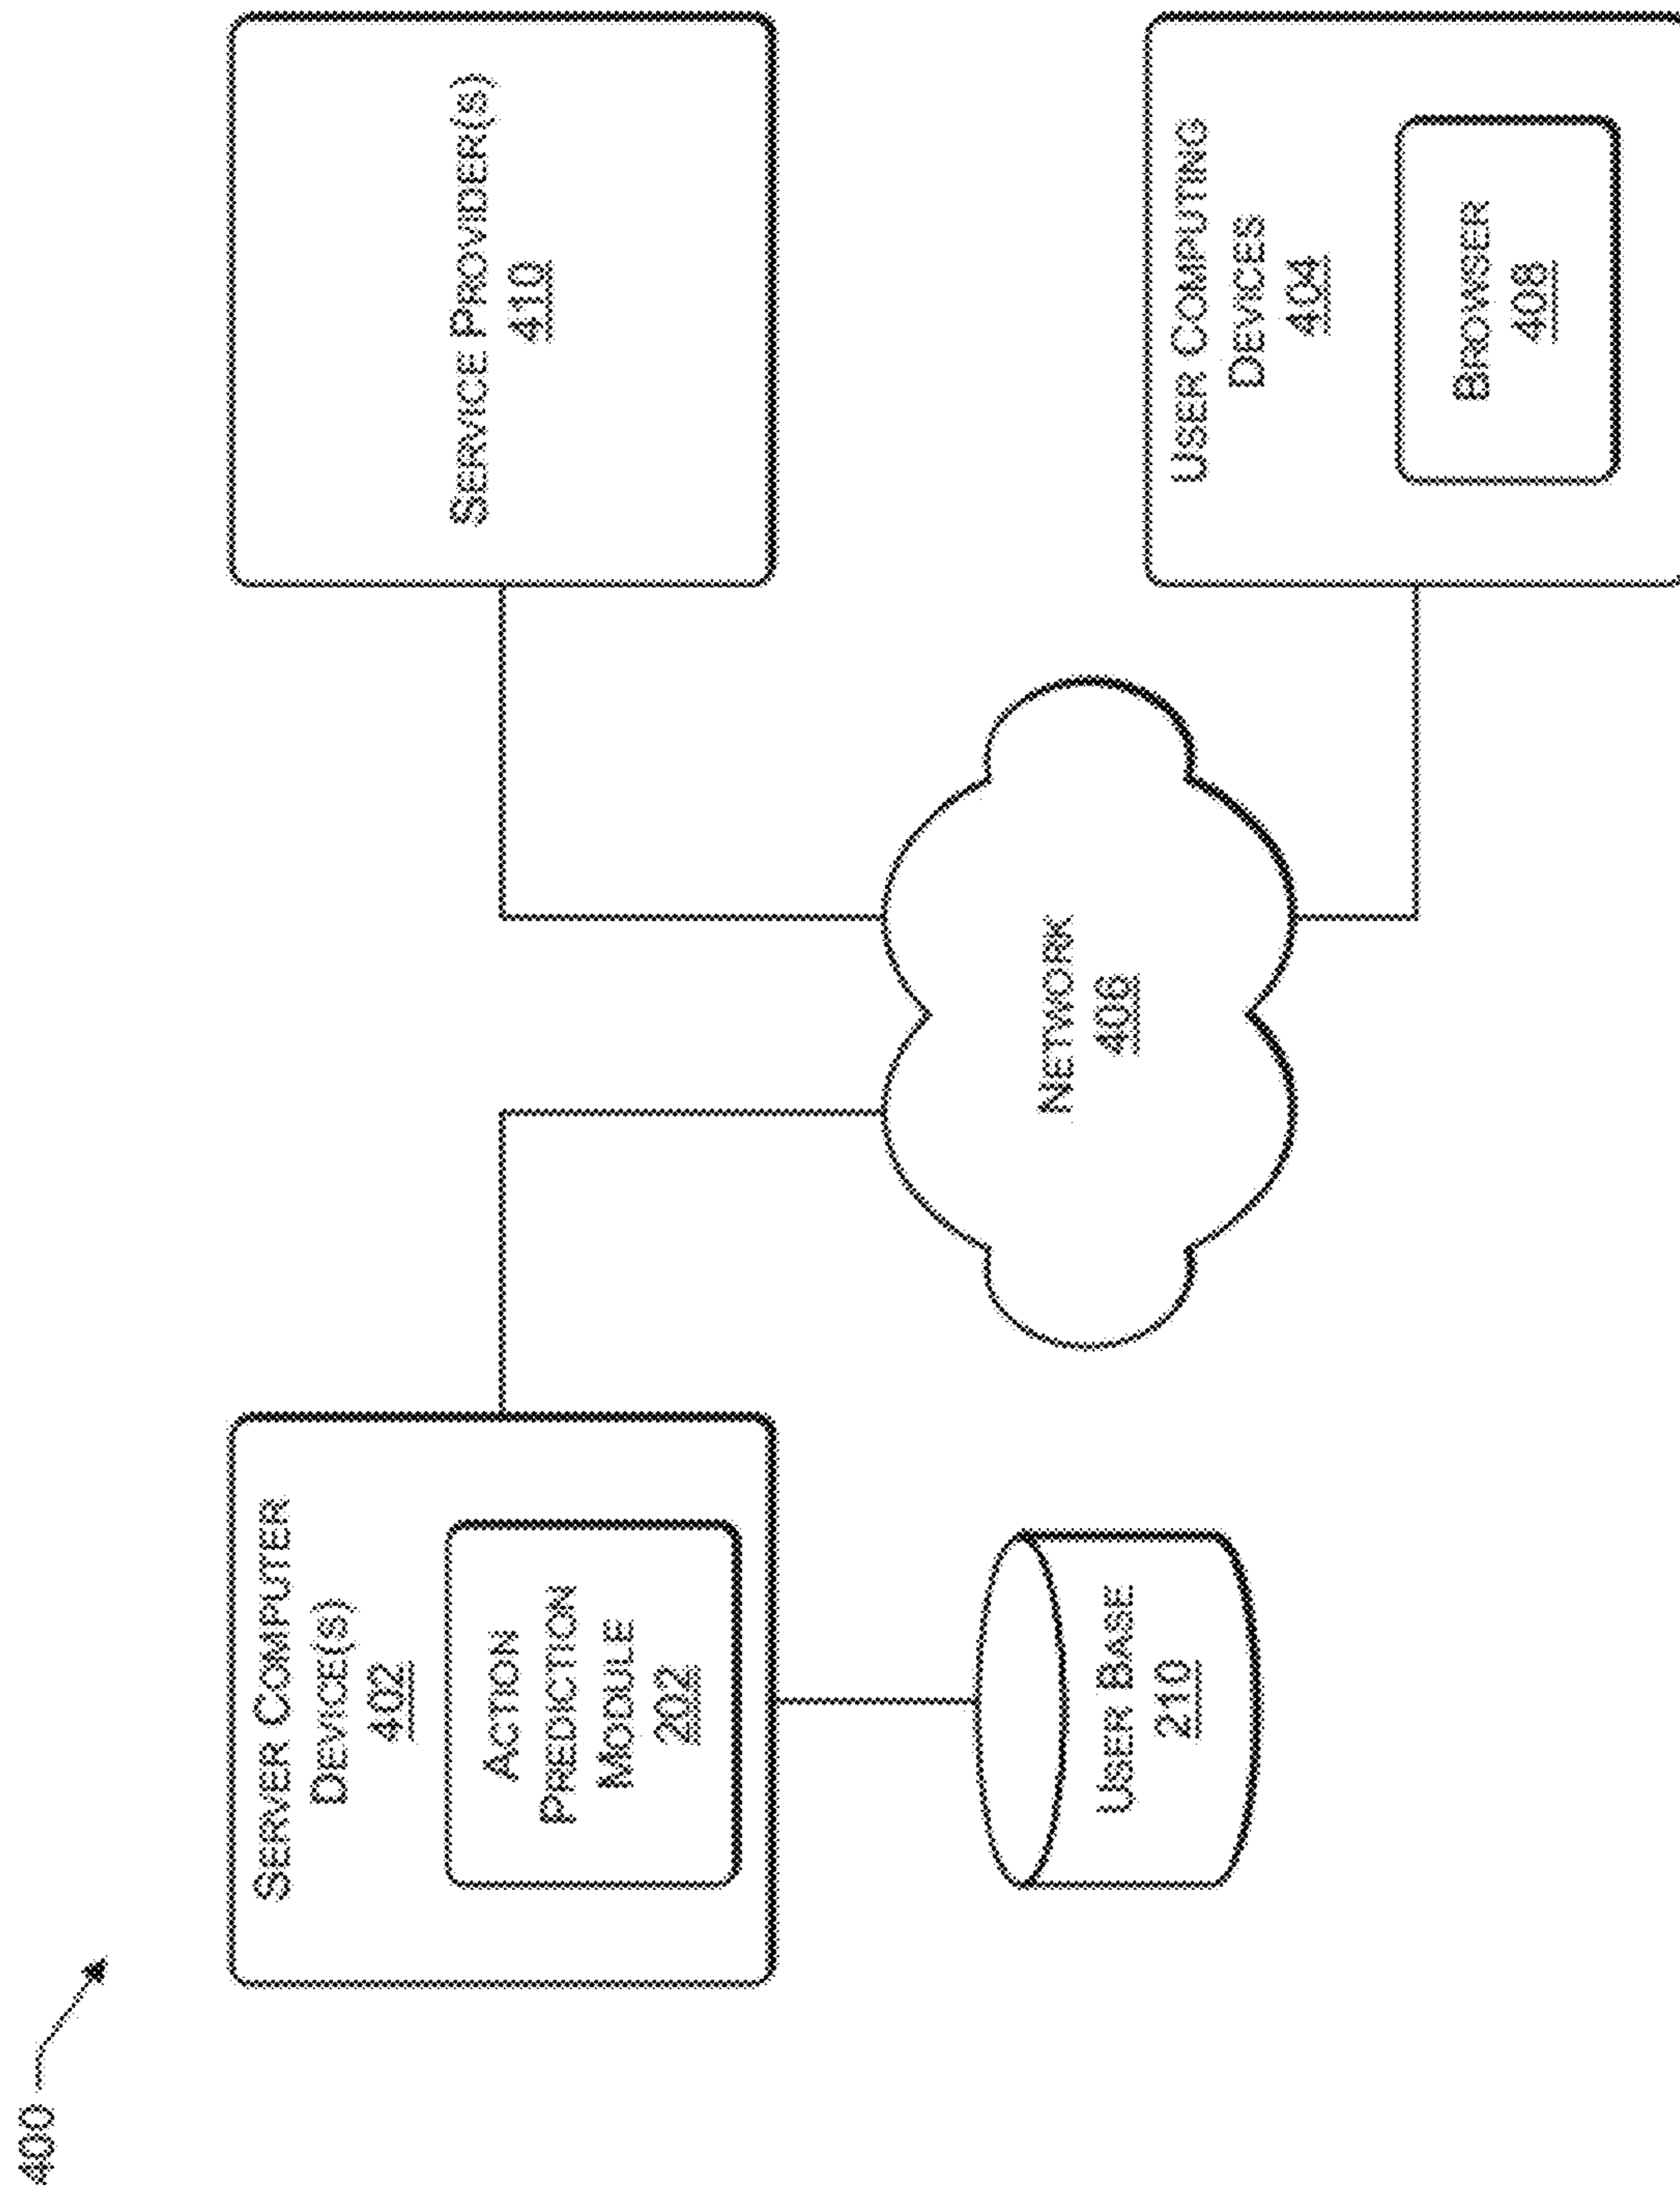 400
SERVER COMPUTER
DEVICE(S)
402
ACTION
PREDICTION
MODULE
202
USER BASE
210
NETWORK
406
SERVICE PROVIDER(S)
410
USER COMPUTING
DEVICES
404
BROWSER
408